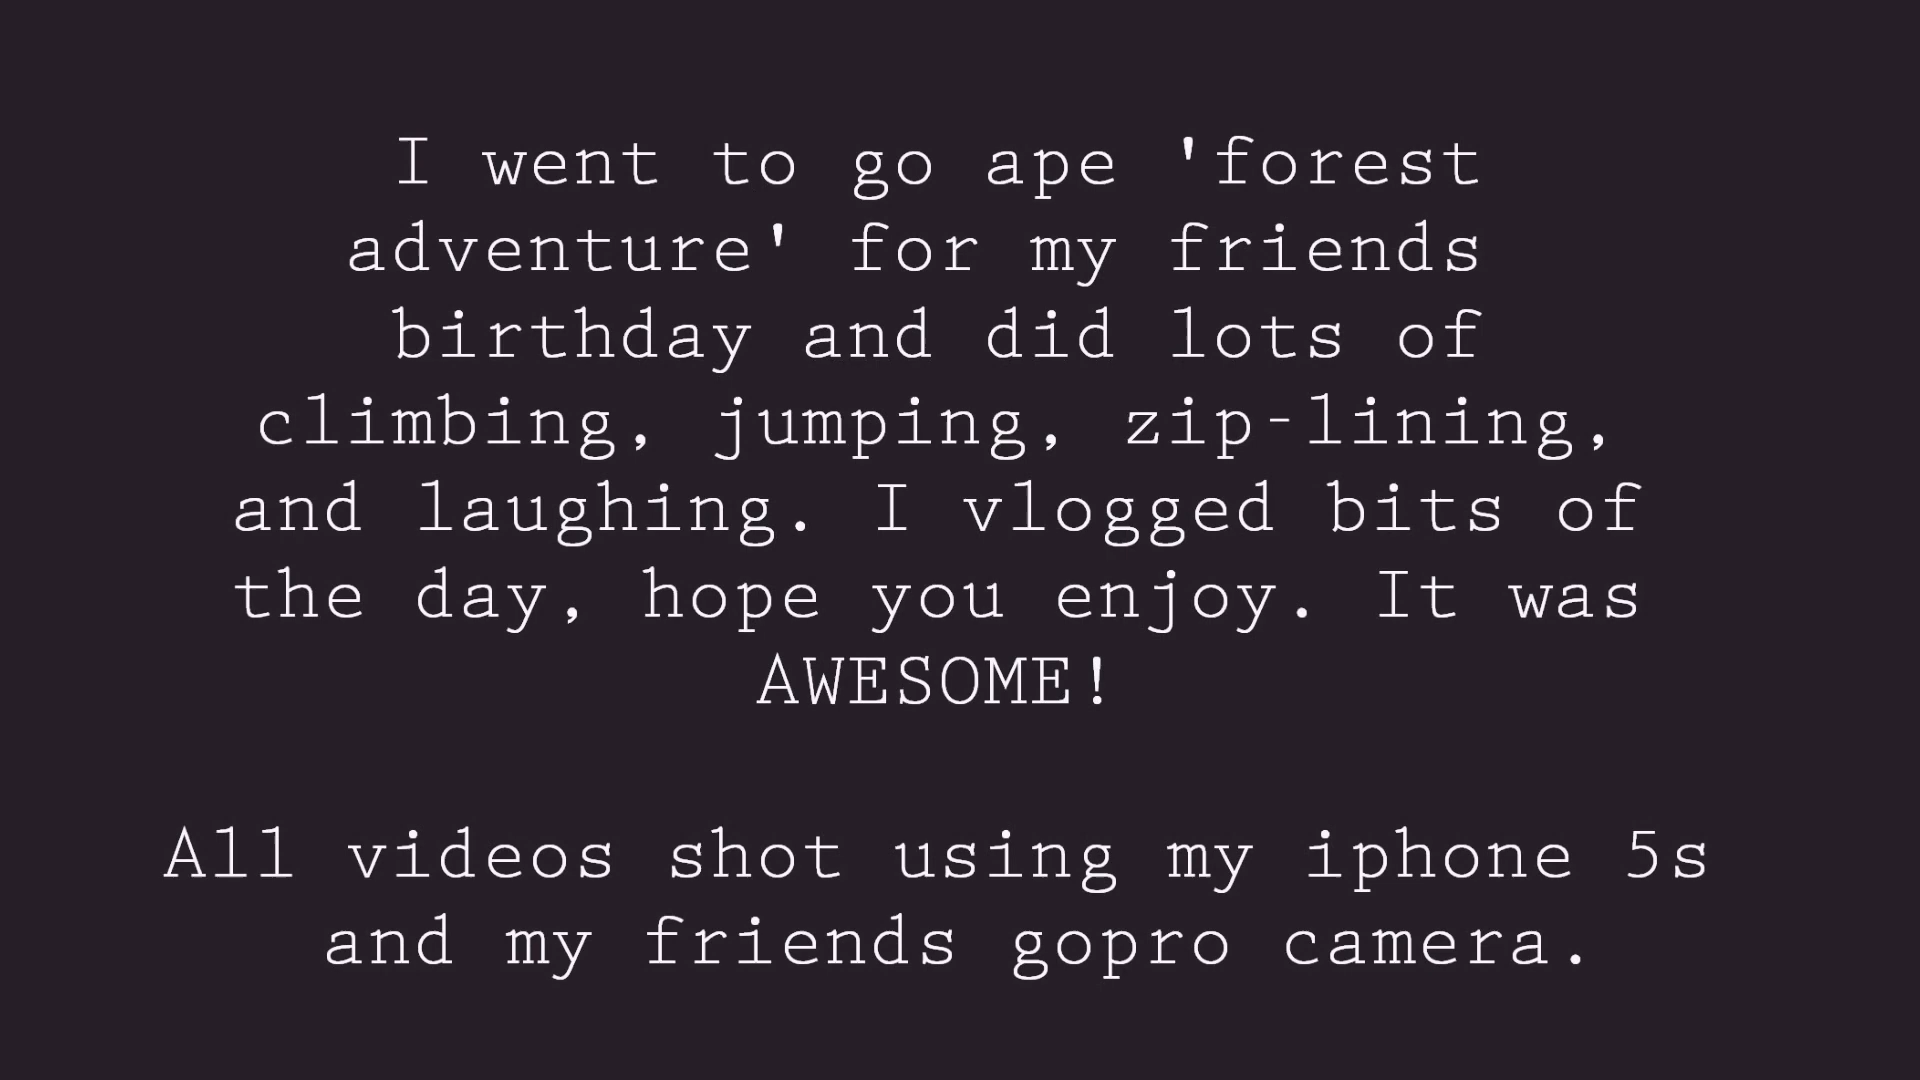 I went to go ape 'forest
adventure' for my friends
birthday and did lots of
climbing, jumping, zip-lining,
and laughing. I vlogged bits of
the day, hope you enjoy. It was
AWESOME!
All videos shot using my iphone 5s
and my friends gopro camera.